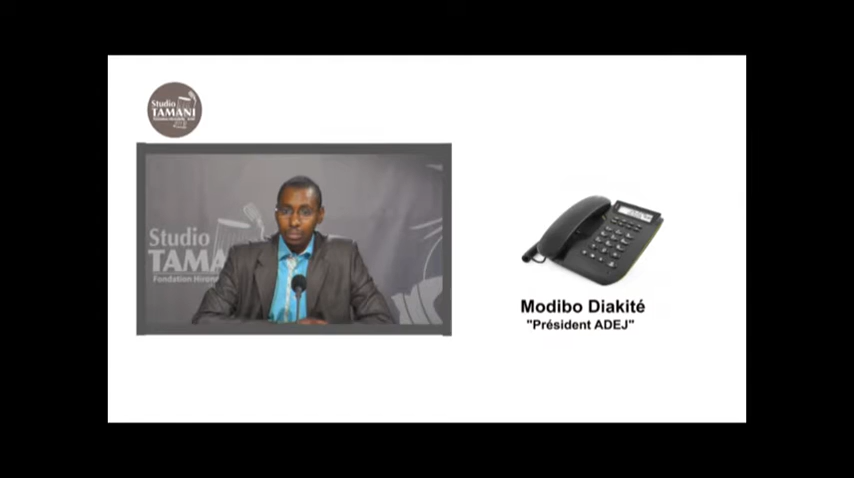 Studio
TAMANI
Studio
TAMA
Fondation Hiron
Modibo Diakité
"Président ADEJ"